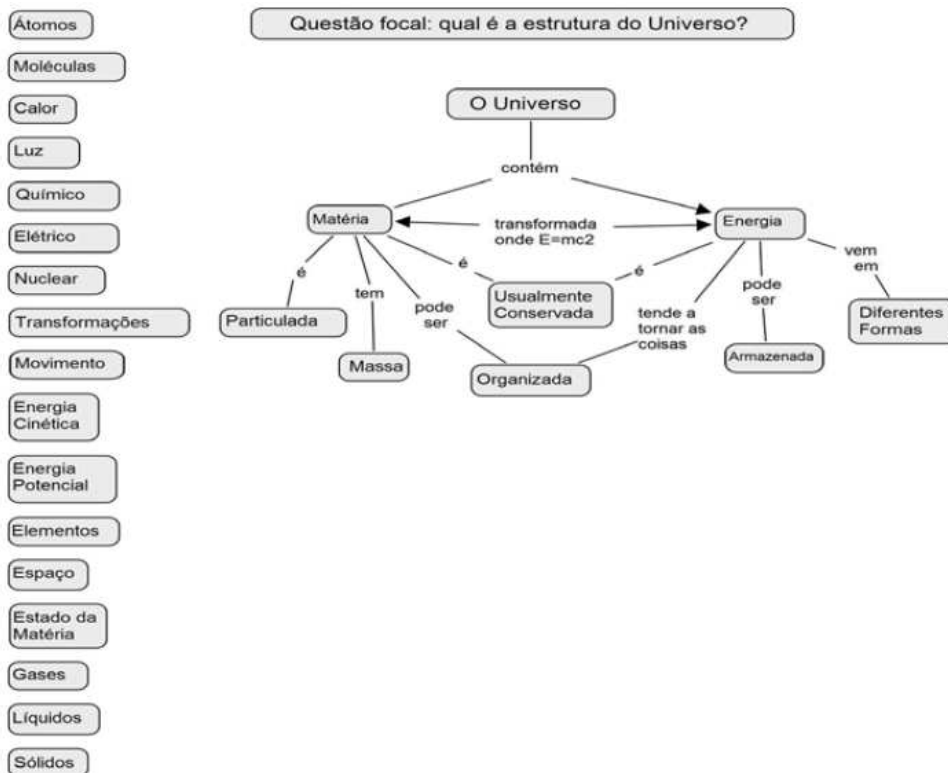 Questão focal: qual é a estrutura do Universo?
Átomos
Moléculas
Calor
Luz
Químico
Elétrico
Nuclear
Transformações
Movimento
Energia
Cinética
Energia
Potencial
Elementos
Espaço
Estado da
Matéria
Gases
Líquidos
Sólidos
O Universo
contém
Matéria
transformada
onde E=mc2
Energia
é
tem
pode
ser
é
é
tende a
tornar as
coisas
pode
ser
vem
em
Particulada
Massa
Usualmente
Conservada
Organizada
Armazenada
Diferentes
Formas